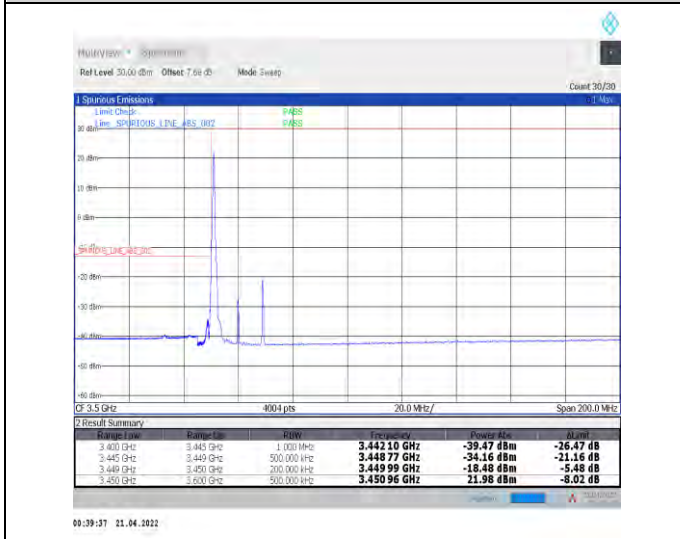 MultiView
Ref Level 30.00 dBm Offset 7.68 dB Mode Sweep
Count 30/30
1 Spurious Emissions
Limit Check PASS
Line _SPURIOUS_LINE_ABS_002 PASS
30 dBm
20 dBm
10 dBm
0 dBm
-20 dBm
-30 dBm
-40 dBm
-50 dBm
-60 dBm
CF 3.5 GHz 4004 pts 20.0 MHz/ Span 200.0 MHz
2 Result Summary
Range Low Range Up RBW Frequency Power Abs ΔLimit
3.400 GHz 3.445 GHz 1.000 MHz 3.442 10 GHz -39.47 dBm -26.47 dB
3.445 GHz 3.449 GHz 500.000 kHz 3.448 77 GHz -34.16 dBm -21.16 dB
3.449 GHz 3.450 GHz 200.000 kHz 3.449 99 GHz -18.48 dBm -5.48 dB
3.450 GHz 3.600 GHz 500.000 kHz 3.450 96 GHz 21.98 dBm -8.02 dB
00:39:37 21.04.2022